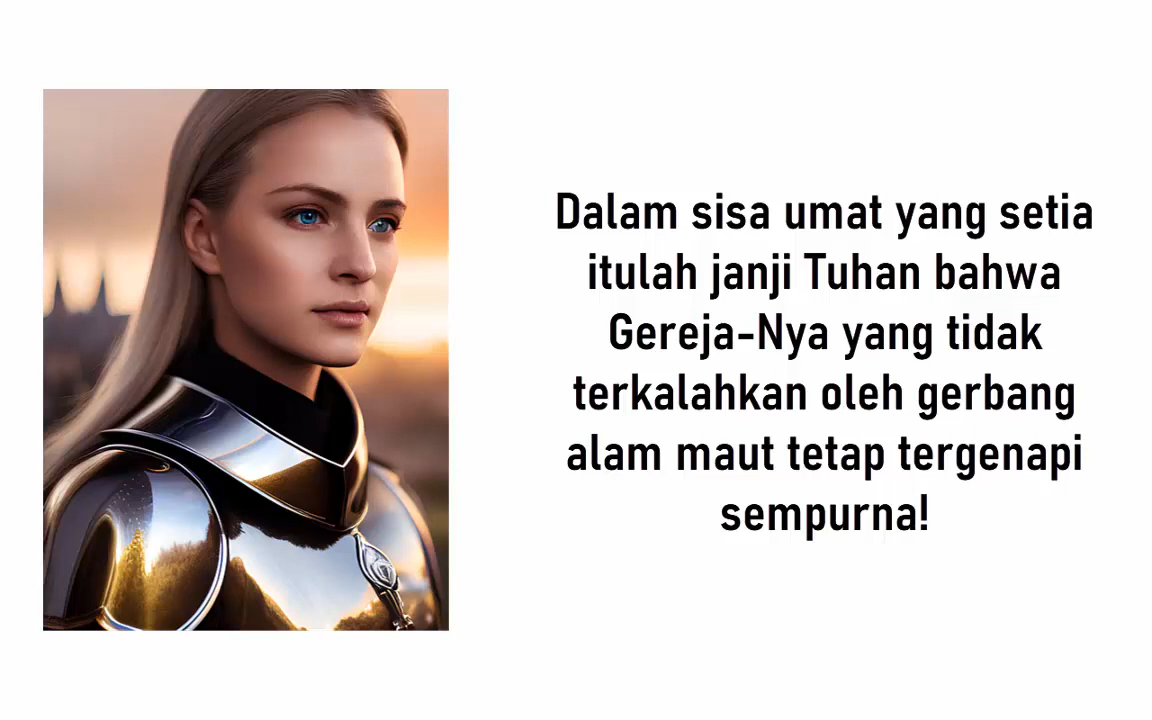 Dalam sisa umat yang setia
itulah janji Tuhan bahwa
Gereja-Nya yang tidak
terkalahkan oleh gerbang
alam maut tetap tergenapi
sempurna!